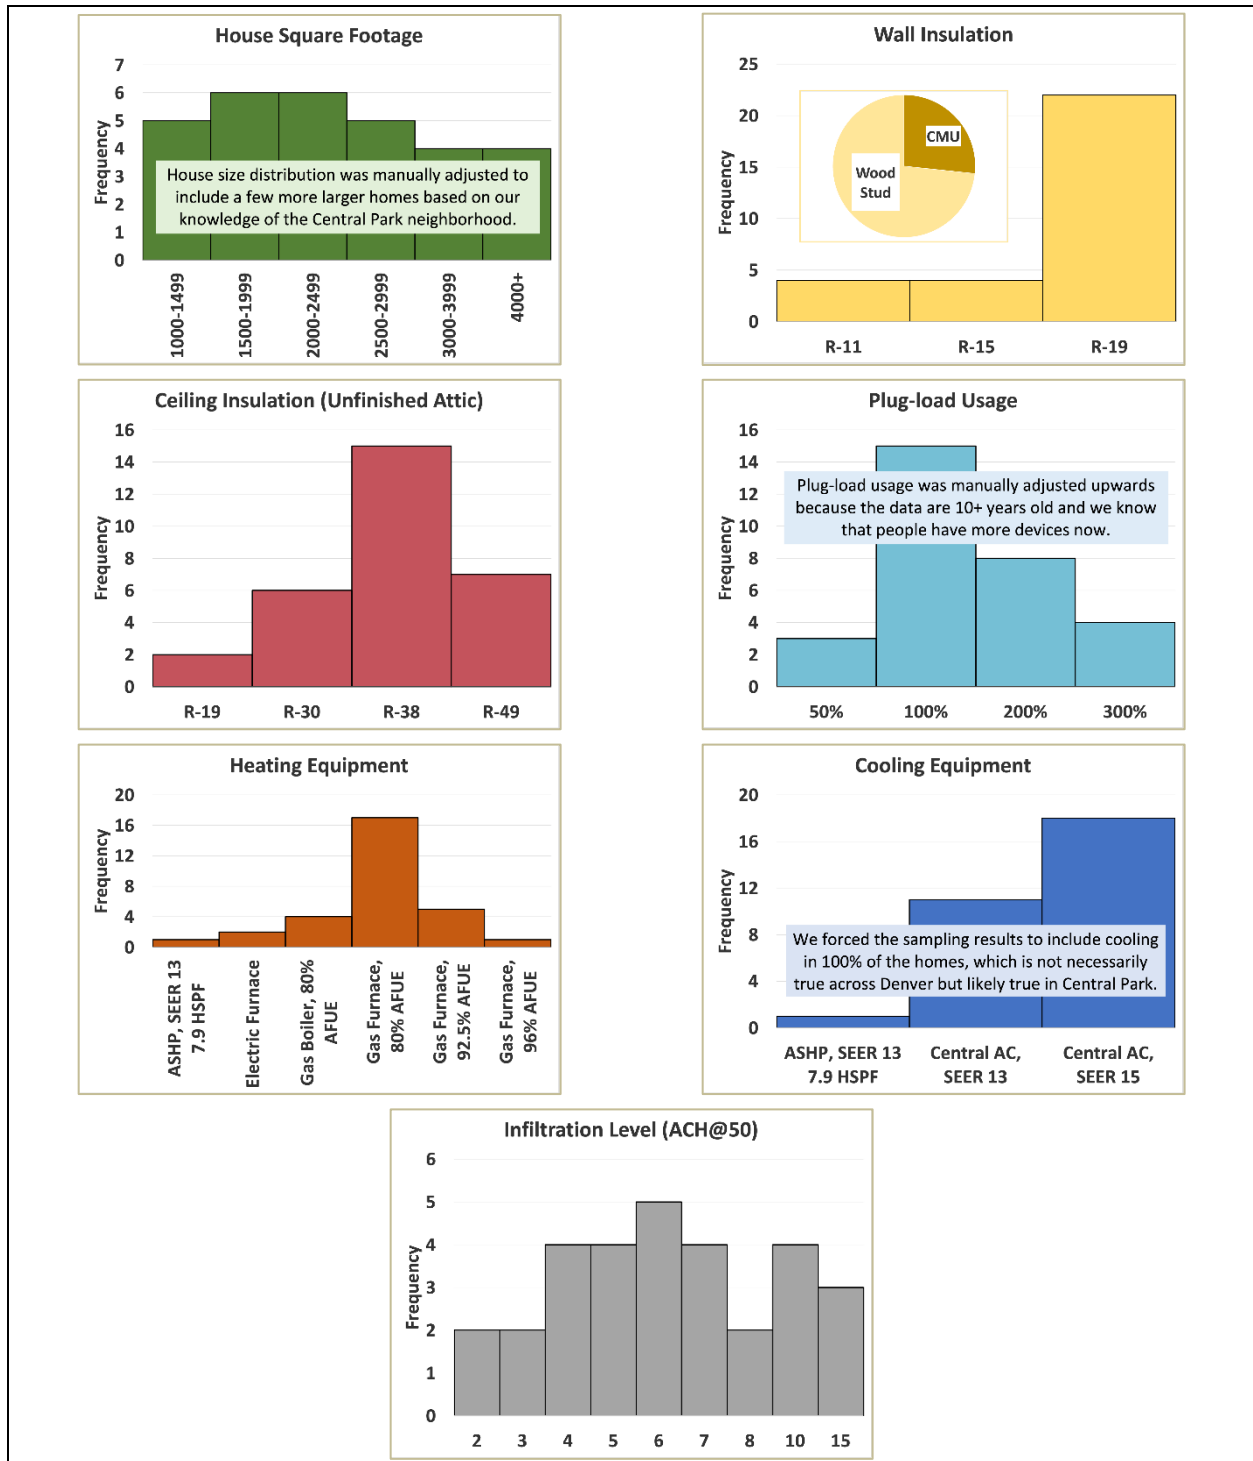 House Square Footage
Frequency
7
6
5
4
3
2
1
0
House size distribution was manually adjusted to
include a few more larger homes based on our
knowledge of the Central Park neighborhood.
1000-1499
1500-1999
2000-2499
2500-2999
3000-3999
4000+
Wall Insulation
Frequency
25
20
15
10
5
0
CMU
Wood
Stud
R-11
R-15
R-19
Ceiling Insulation (Unfinished Attic)
Frequency
16
14
12
10
8
6
4
2
0
R-19
R-30
R-38
R-49
Plug-load Usage
Frequency
16
14
12
10
8
6
4
2
0
Plug-load usage was manually adjusted upwards
because the data are 10+ years old and we know
that people have more devices now.
50%
100%
200%
300%
Heating Equipment
Frequency
20
16
12
8
4
0
ASHP, SEER 13
7.9 HSPF
Electric Furnace
Gas Boiler, 80%
AFUE
Gas Furnace,
80% AFUE
Gas Furnace,
92.5% AFUE
Gas Furnace,
96% AFUE
Cooling Equipment
Frequency
20
16
12
8
4
0
We forced the sampling results to include cooling
in 100% of the homes, which is not necessarily
true across Denver but likely true in Central Park.
ASHP, SEER 13
7.9 HSPF
Central AC,
SEER 13
Central AC,
SEER 15
Infiltration Level (ACH@50)
Frequency
6
5
4
3
2
1
0
2
3
4
5
6
7
8
10
15